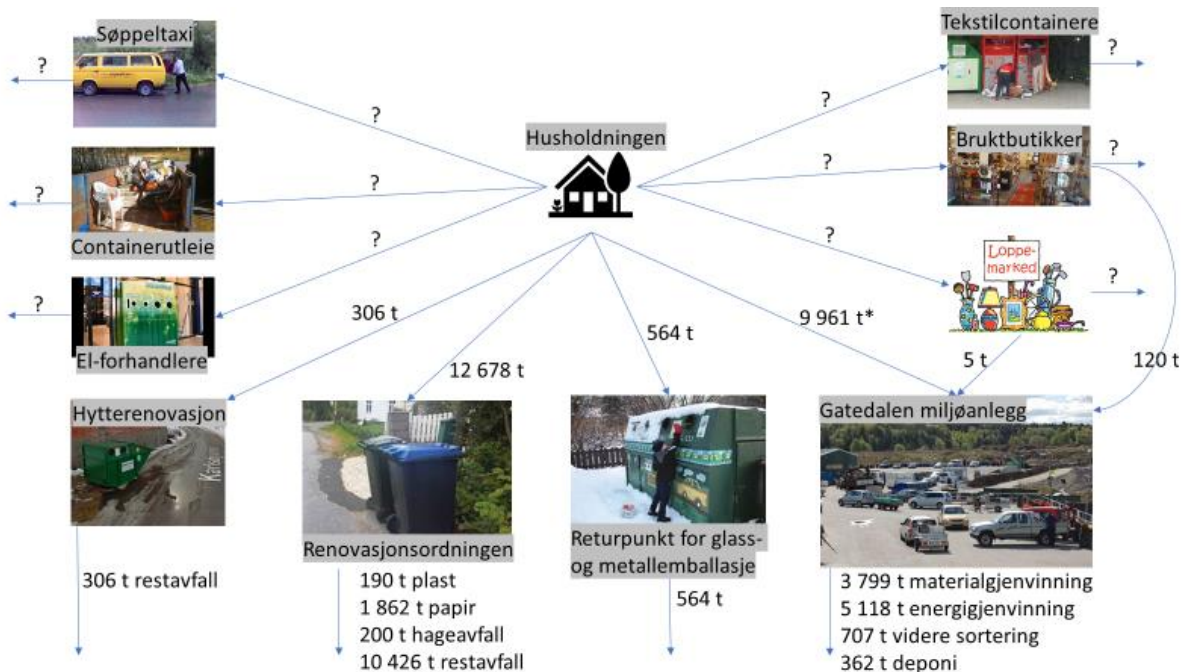 Søppeltaxi
Tekstilcontainere
?
?
?
?
Husholdningen
Bruktbutikker
?
?
?
?
Containerutleie
?
?
Loppe-
marked
?
?
306 t
564 t
9 961 t*
El-forhandlere
12 678 t
5 t
120 t
Hytterenovasjon
Gatedalen miljøanlegg
Renovasjonsordningen
Returpunkt for glass-
og metallemballasje
306 t restavfall
190 t plast
1 862 t papir
200 t hageavfall
10 426 t restavfall
564 t
3 799 t materialgjenvinning
5 118 t energigjenvinning
707 t videre sortering
362 t deponi